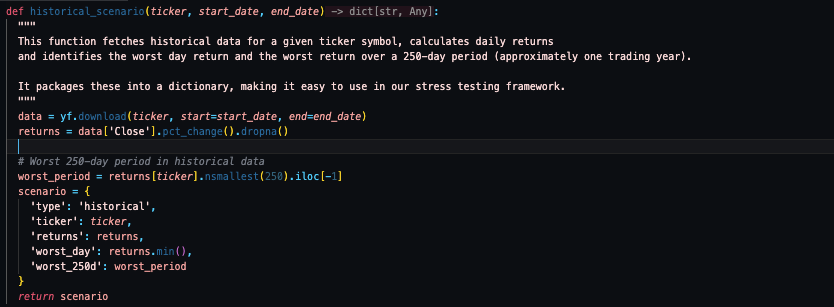 def historical_scenario(ticker, start_date, end_date) -> dict[str, Any]:
"""
This function fetches historical data for a given ticker symbol, calculates daily returns
and identifies the worst day return and the worst return over a 250-day period (approximately one trading year).
It packages these into a dictionary, making it easy to use in our stress testing framework.
"""
data = yf.download(ticker, start=start_date, end=end_date)
returns = data['Close'].pct_change().dropna()
# Worst 250-day period in historical data
worst_period = returns[ticker].nsmallest(250).iloc[-1]
scenario = {
'type': 'historical',
'ticker': ticker,
'returns': returns,
'worst_day': returns.min(),
'worst_250d': worst_period
}
return scenario